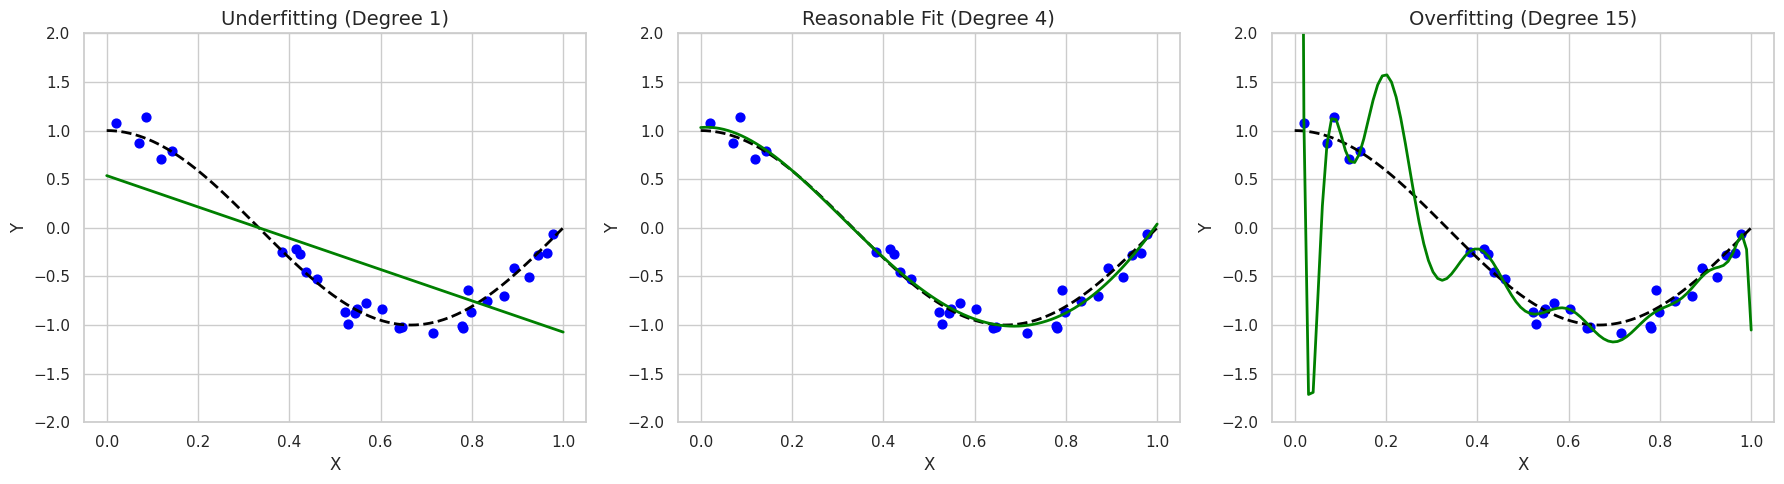 Underfitting (Degree 1)
2.0
1.5
1.0
0.5
0.0
−0.5
−1.0
−1.5
−2.0
Y
0.0 0.2 0.4 0.6 0.8 1.0
X
Reasonable Fit (Degree 4)
2.0
1.5
1.0
0.5
0.0
−0.5
−1.0
−1.5
−2.0
Y
0.0 0.2 0.4 0.6 0.8 1.0
X
Overfitting (Degree 15)
2.0
1.5
1.0
0.5
0.0
−0.5
−1.0
−1.5
−2.0
Y
0.0 0.2 0.4 0.6 0.8 1.0
X